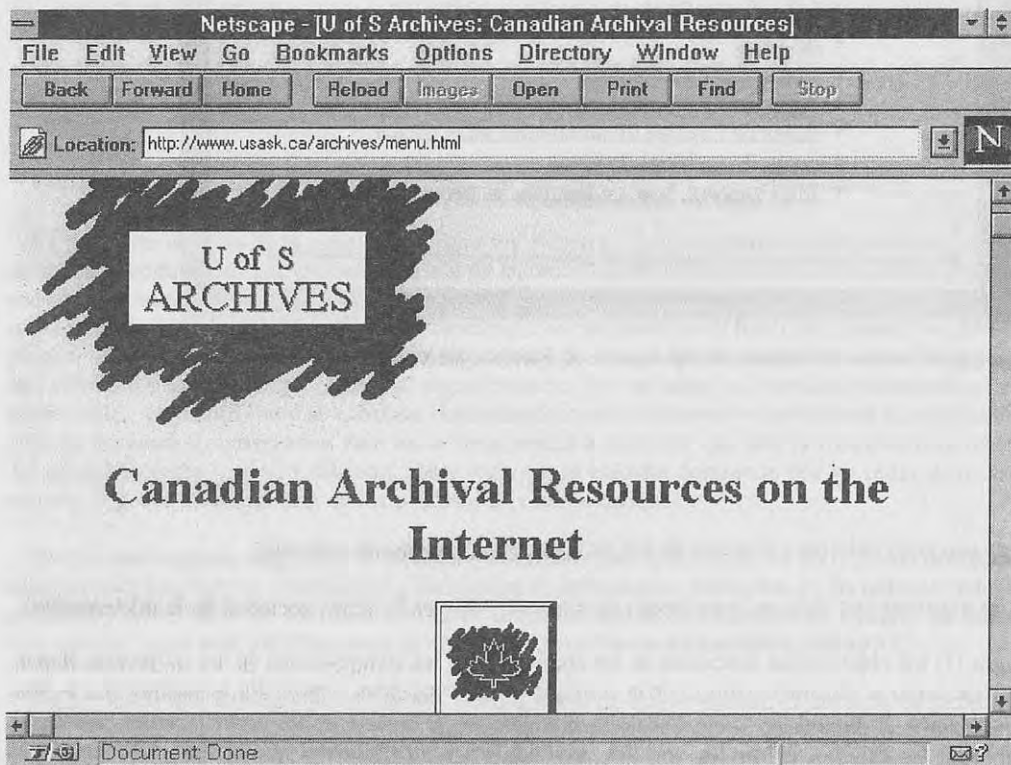 Netscape - [U of S Archives: Canadian Archival Resources]
File Edit View Go Bookmarks Options Directory Window Help
Back Forward Home Reload Images Open Print Find Stop
Location: http://www.usask.ca/archives/menu.html
N
U of S
ARCHIVES
Canadian Archival Resources on the
Internet
Document Done
?